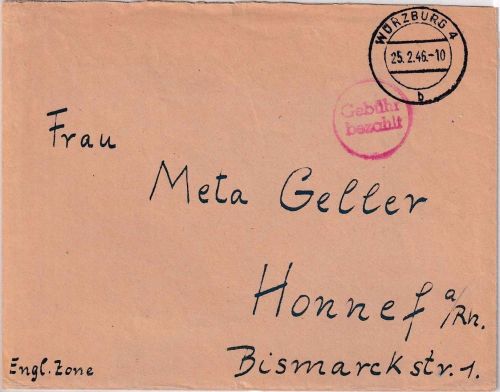 WÜRZBURG 4
25.2.46.-10
b
Gebühr
bezahlt
Frau
Meta Geller
Honnef a/Rh.
Bismarckstr. 1.
Engl. Zone